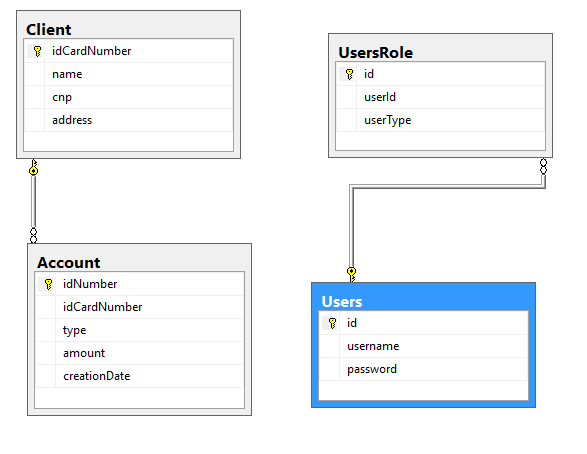 Client
idCardNumber
name
cnp
address
UsersRole
id
userId
userType
Account
idNumber
idCardNumber
type
amount
creationDate
Users
id
username
password